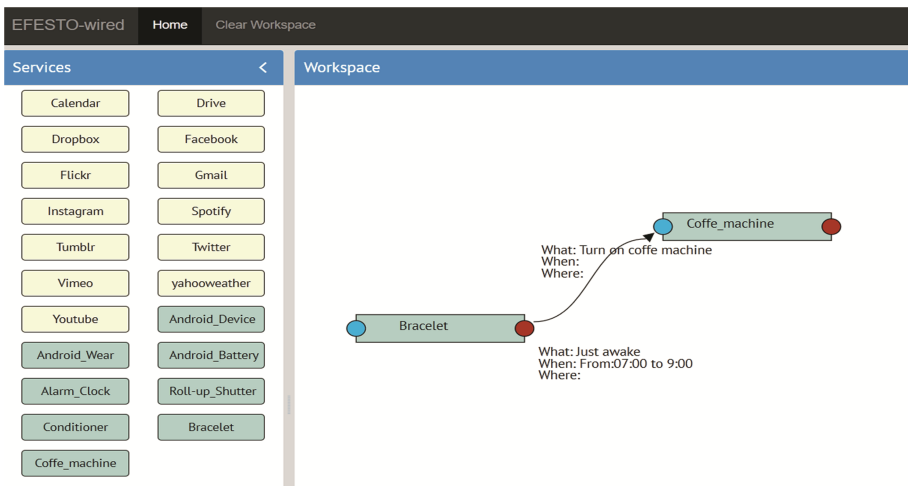 EFESTO-wired Home Clear Workspace
Services <
Workspace
Calendar Drive
Dropbox Facebook
Flickr Gmail
Instagram Spotify
Tumblr Twitter
Vimeo yahooweather
Youtube Android_Device
Android_Wear Android_Battery
Alarm_Clock Roll-up_Shutter
Conditioner Bracelet
Coffe_machine
Coffe_machine
What: Turn on coffe machine
When:
Where:
Bracelet
What: Just awake
When: From:07:00 to 9:00
Where: